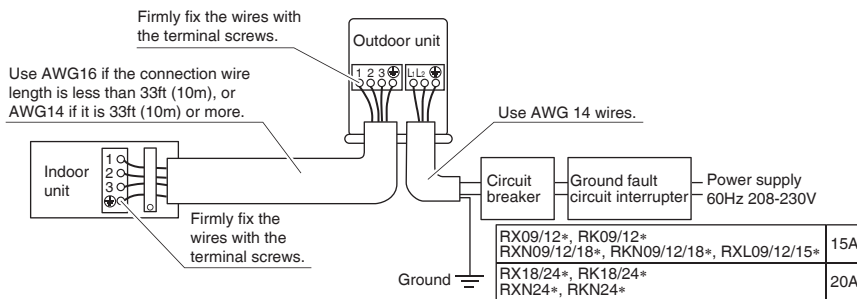 Firmly fix the wires with
the terminal screws.
Outdoor unit
1 2 3
L1 L2
Use AWG16 if the connection wire
length is less than 33ft (10m), or
AWG14 if it is 33ft (10m) or more.
Use AWG 14 wires.
Indoor
unit
1
2
3
Firmly fix the
wires with the
terminal screws.
Circuit
breaker
Ground fault
circuit interrupter
Power supply
60Hz 208-230V
Ground
RX09/12*, RK09/12*
RXN09/12/18*, RKN09/12/18*, RXL09/12/15*
15A
RX18/24*, RK18/24*
RXN24*, RKN24*
20A